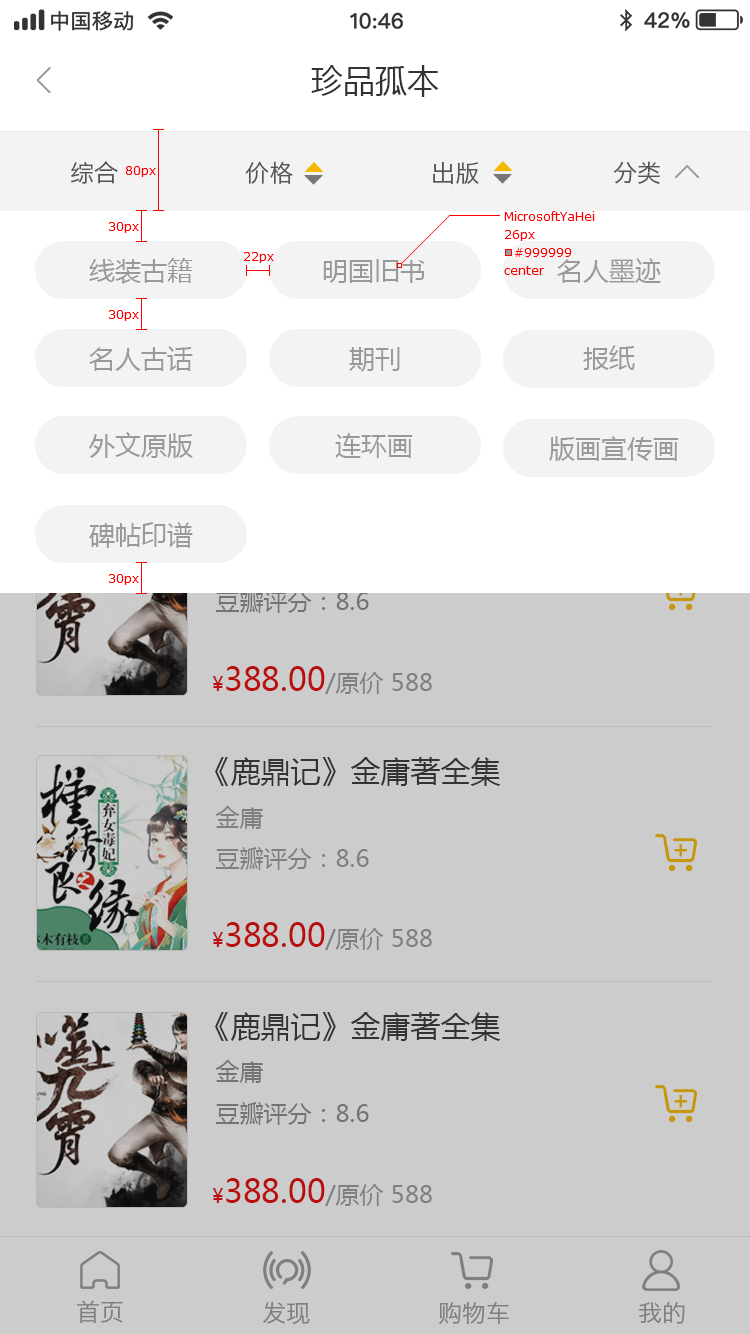 中国移动 10:46 42%
珍品孤本
综合 80px 价格 出版 分类
30px
MicrosoftYaHei
26px
#999999
center
22px
线装古籍 明国旧书 名人墨迹
30px
名人古话 期刊 报纸
外文原版 连环画 版画宣传画
碑帖印谱
30px
豆瓣评分：8.6
¥388.00/原价 588
《鹿鼎记》金庸著全集
金庸
豆瓣评分：8.6
¥388.00/原价 588
弃女毒妃
槿绣良之缘
木有枝
《鹿鼎记》金庸著全集
金庸
豆瓣评分：8.6
¥388.00/原价 588
噬上九霄
首页 发现 购物车 我的